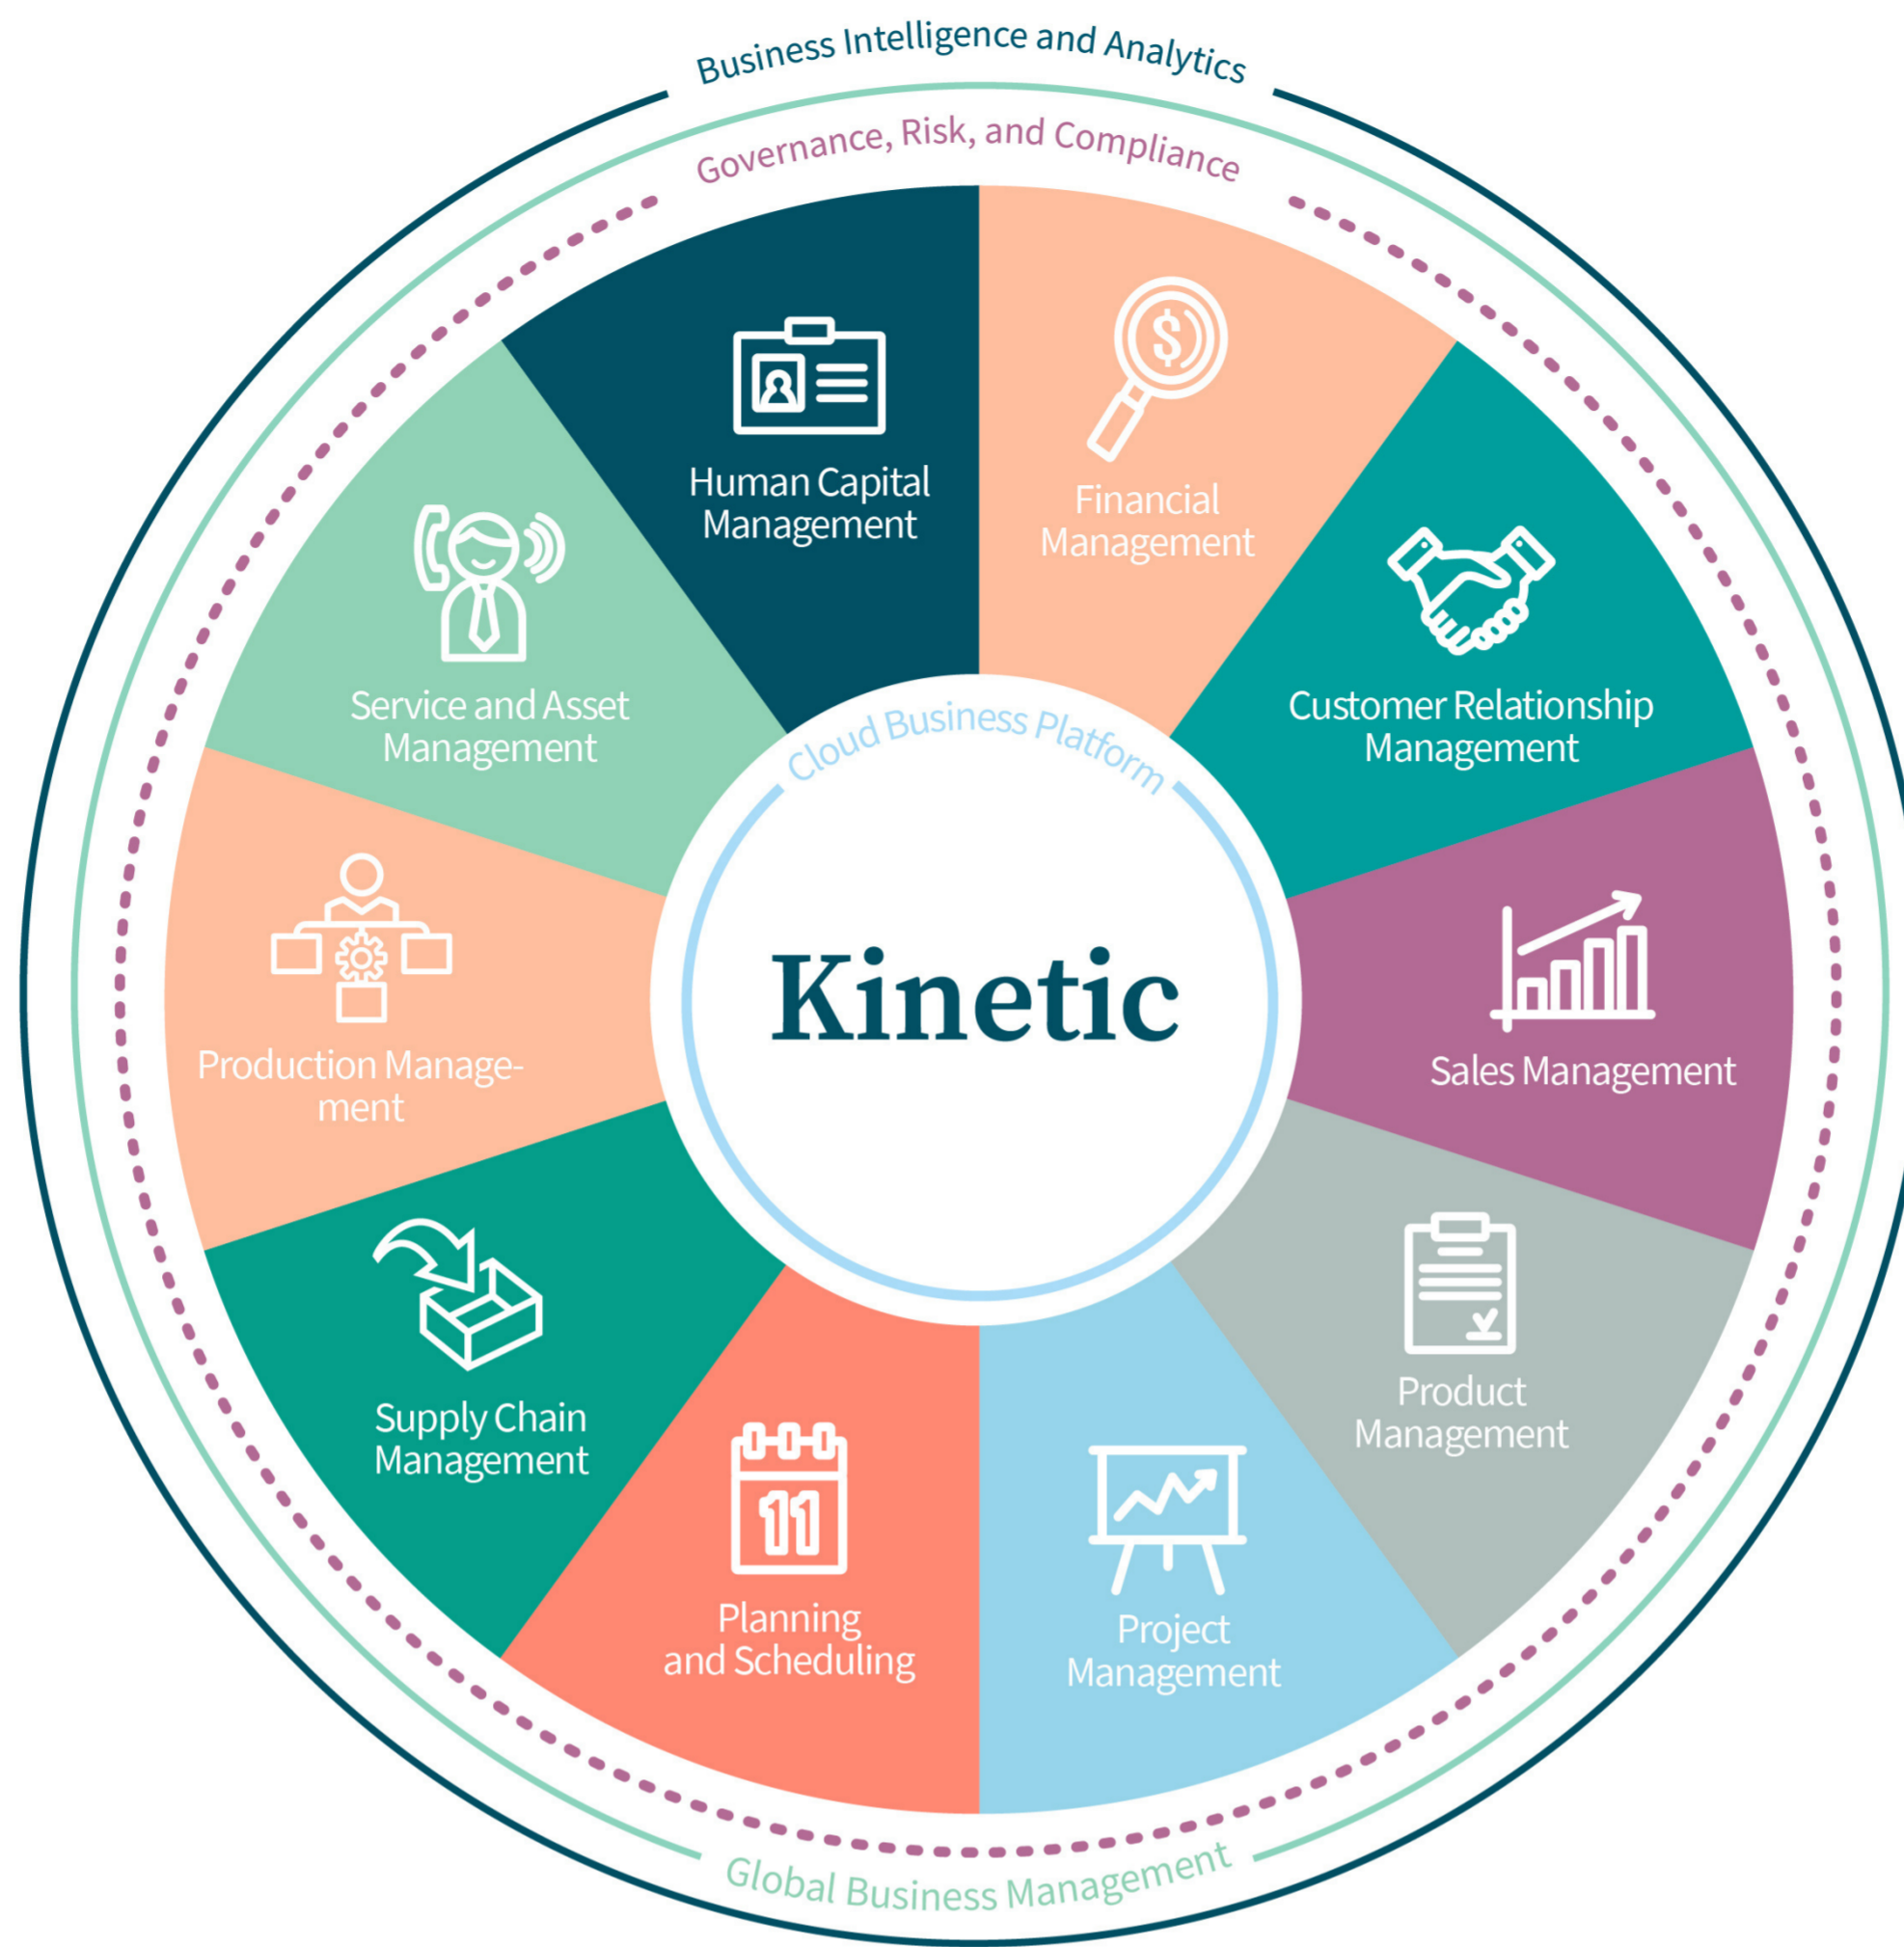 Business Intelligence and Analytics
Governance, Risk, and Compliance
Human Capital
Management
Financial
Management
Customer Relationship
Management
Sales Management
Product
Management
Project
Management
11
Planning
and Scheduling
Supply Chain
Management
Production Manage-
ment
Service and Asset
Management
$
Cloud Business Platform
Kinetic
Global Business Management